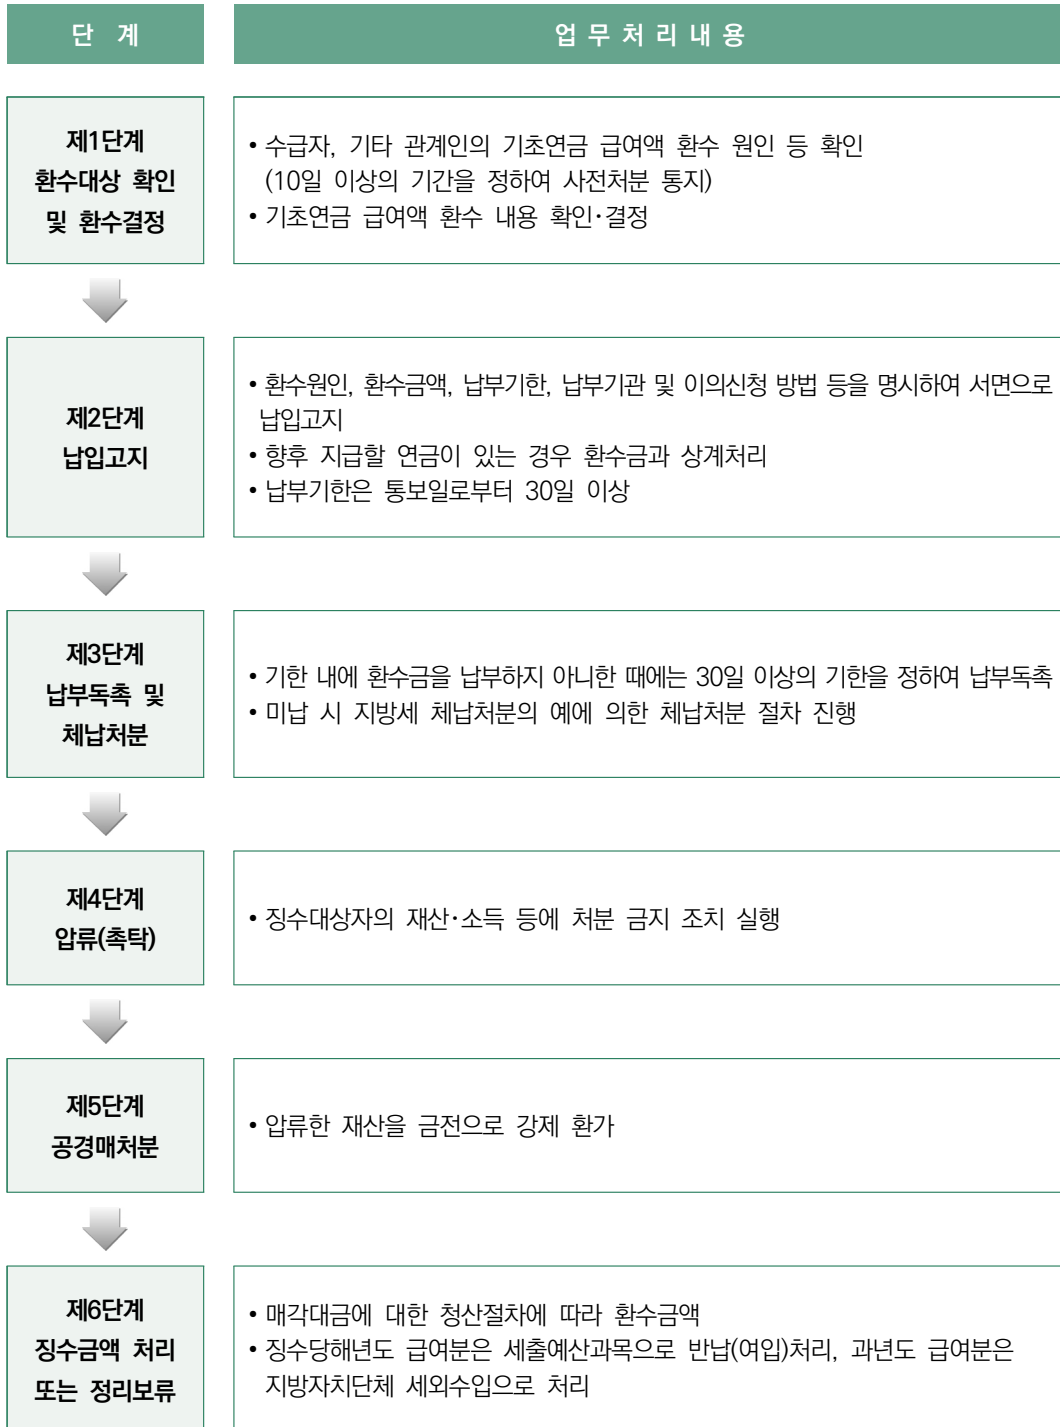 단 계
업무처리내용
제1단계
환수대상 확인
및 환수결정
• 수급자, 기타 관계인의 기초연금 급여액 환수 원인 등 확인
(10일 이상의 기간을 정하여 사전처분 통지)
• 기초연금 급여액 환수 내용 확인·결정
제2단계
납입고지
• 환수원인, 환수금액, 납부기한, 납부기관 및 이의신청 방법 등을 명시하여 서면으로
납입고지
• 향후 지급할 연금이 있는 경우 환수금과 상계처리
• 납부기한은 통보일로부터 30일 이상
제3단계
납부독촉 및
체납처분
• 기한 내에 환수금을 납부하지 아니한 때에는 30일 이상의 기한을 정하여 납부독촉
• 미납 시 지방세 체납처분의 예에 의한 체납처분 절차 진행
제4단계
압류(촉탁)
• 징수대상자의 재산·소득 등에 처분 금지 조치 실행
제5단계
공경매처분
• 압류한 재산을 금전으로 강제 환가
제6단계
징수금액 처리
또는 정리보류
• 매각대금에 대한 청산절차에 따라 환수금액
• 징수당해년도 급여분은 세출예산과목으로 반납(여입)처리, 과년도 급여분은
지방자치단체 세외수입으로 처리